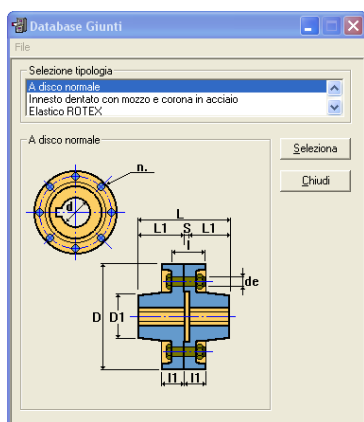 Database Giunti
File
Selezione tipologia
A disco normale
Innesto dentato con mozzo e corona in acciaio
Elastico ROTEX
A disco normale
Seleziona
Chiudi
n.
d
L
L1 S L1
l
de
D D1
l1 l1